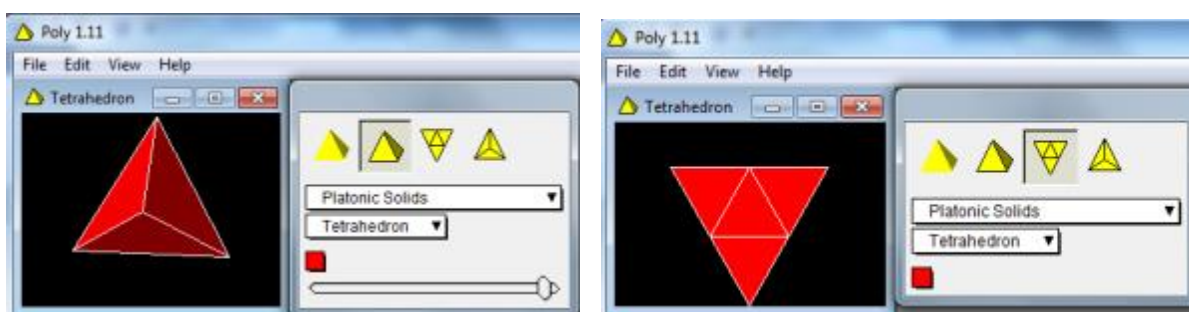 Poly 1.11
File Edit View Help
Tetrahedron
Platonic Solids
Tetrahedron
Poly 1.11
File Edit View Help
Tetrahedron
Platonic Solids
Tetrahedron